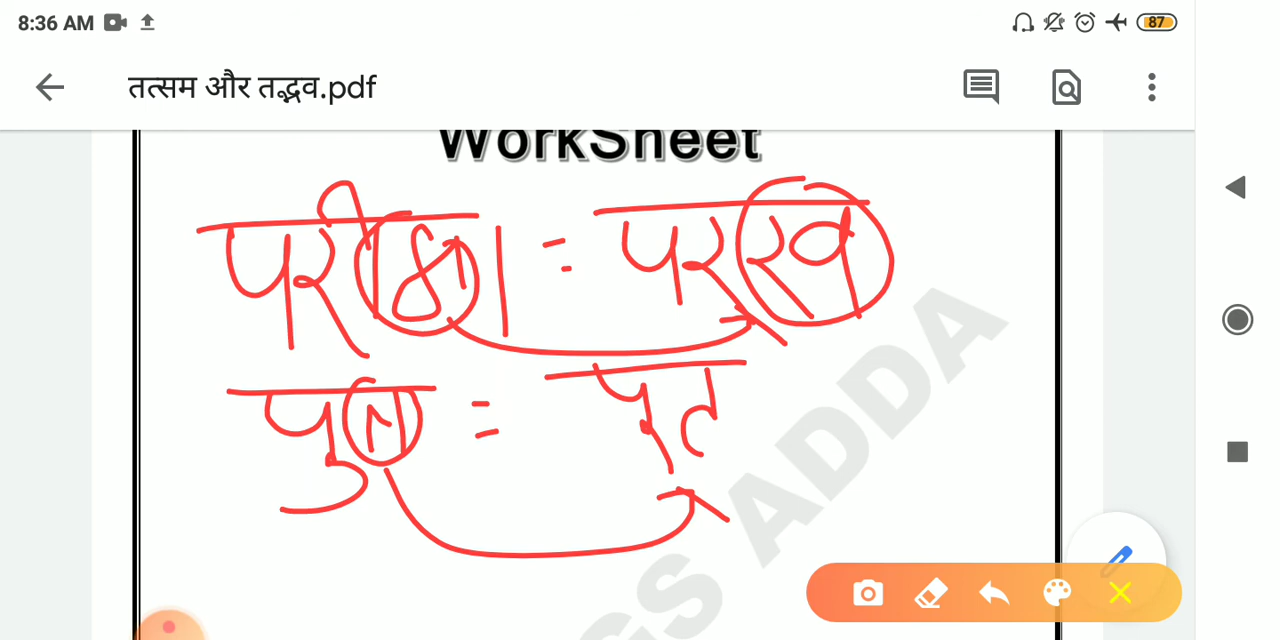 8:36 AM
87
तत्सम और तद्भव.pdf
WorkSheet
परीक्षा = परख
पुत्र = पूत
GS ADDA